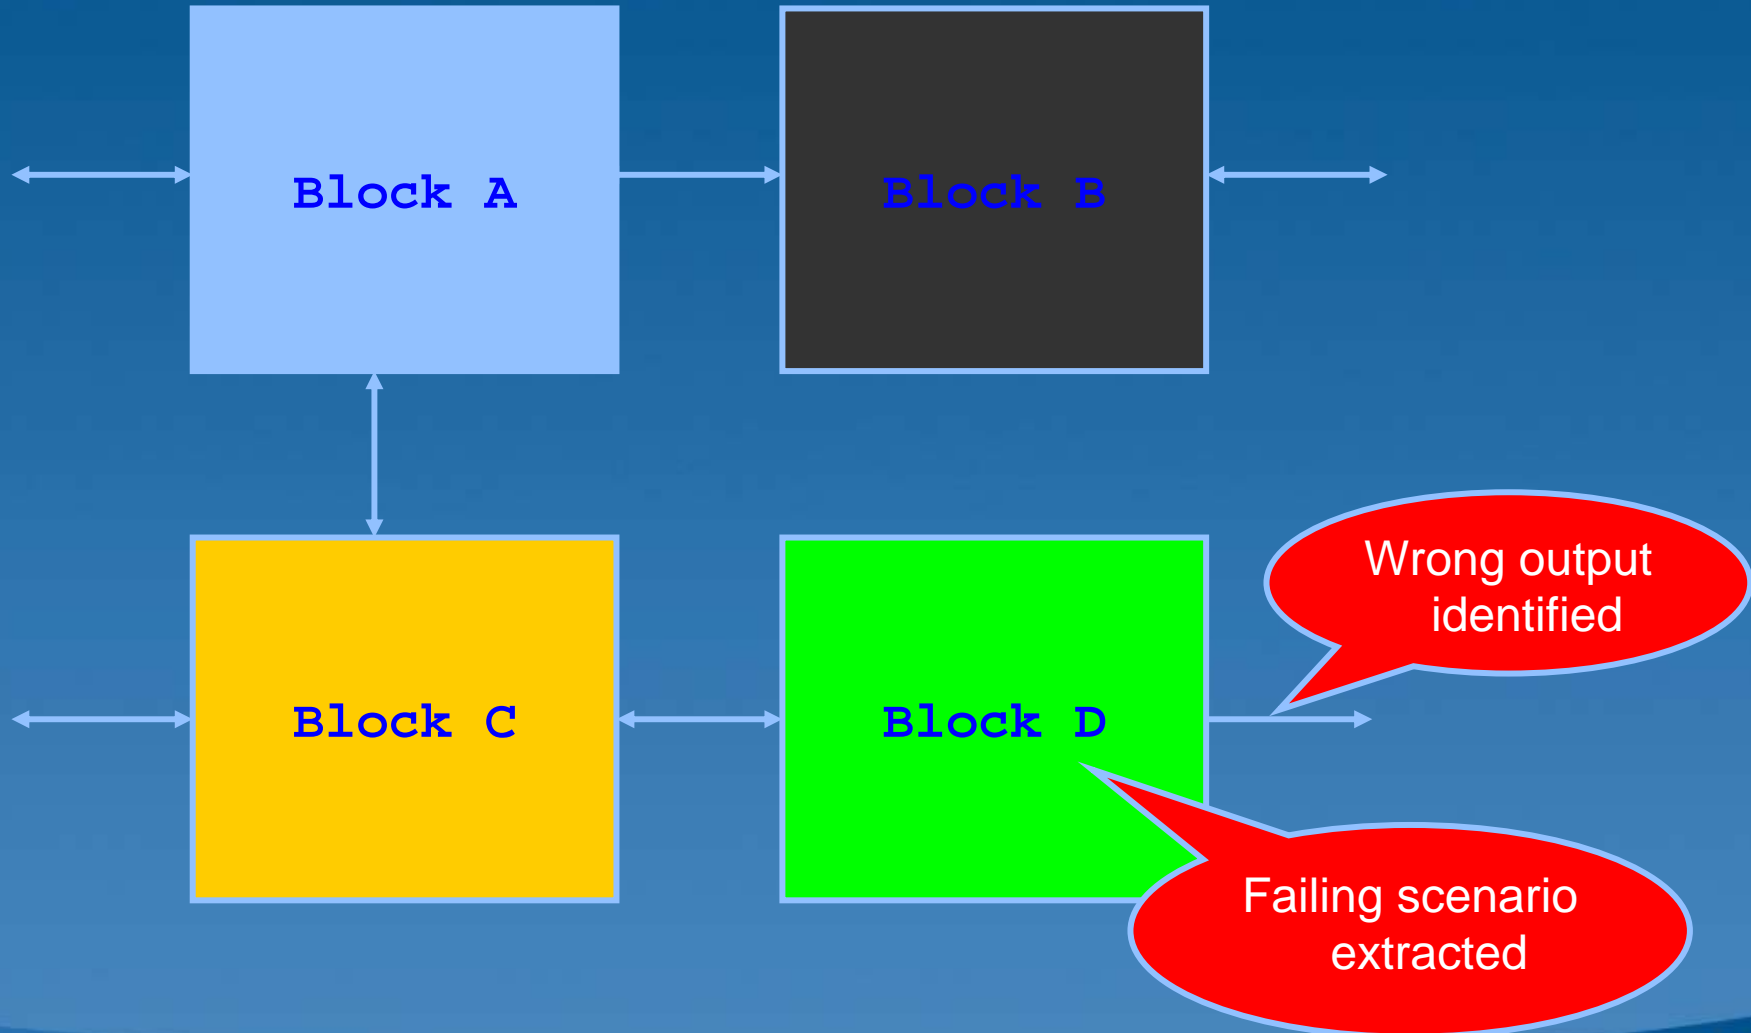 Block A
Block B
Wrong output
identified
Block C
Block D
Failing scenario
extracted